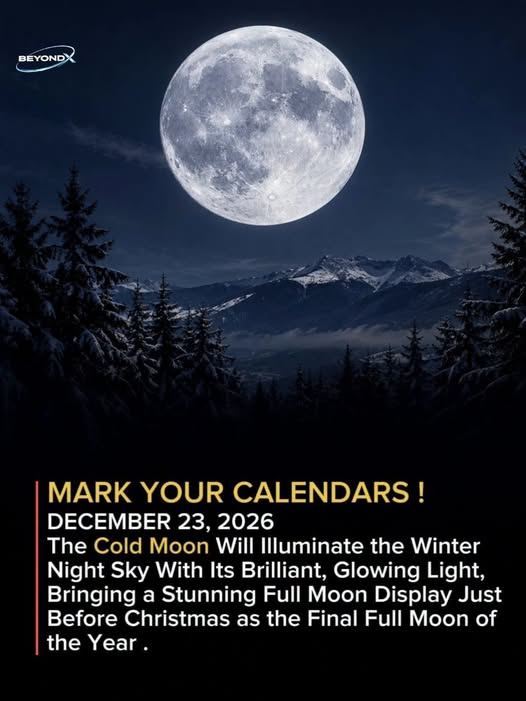 BEYONDX
MARK YOUR CALENDARS !
DECEMBER 23, 2026
The Cold Moon Will Illuminate the Winter
Night Sky With Its Brilliant, Glowing Light,
Bringing a Stunning Full Moon Display Just
Before Christmas as the Final Full Moon of
the Year .